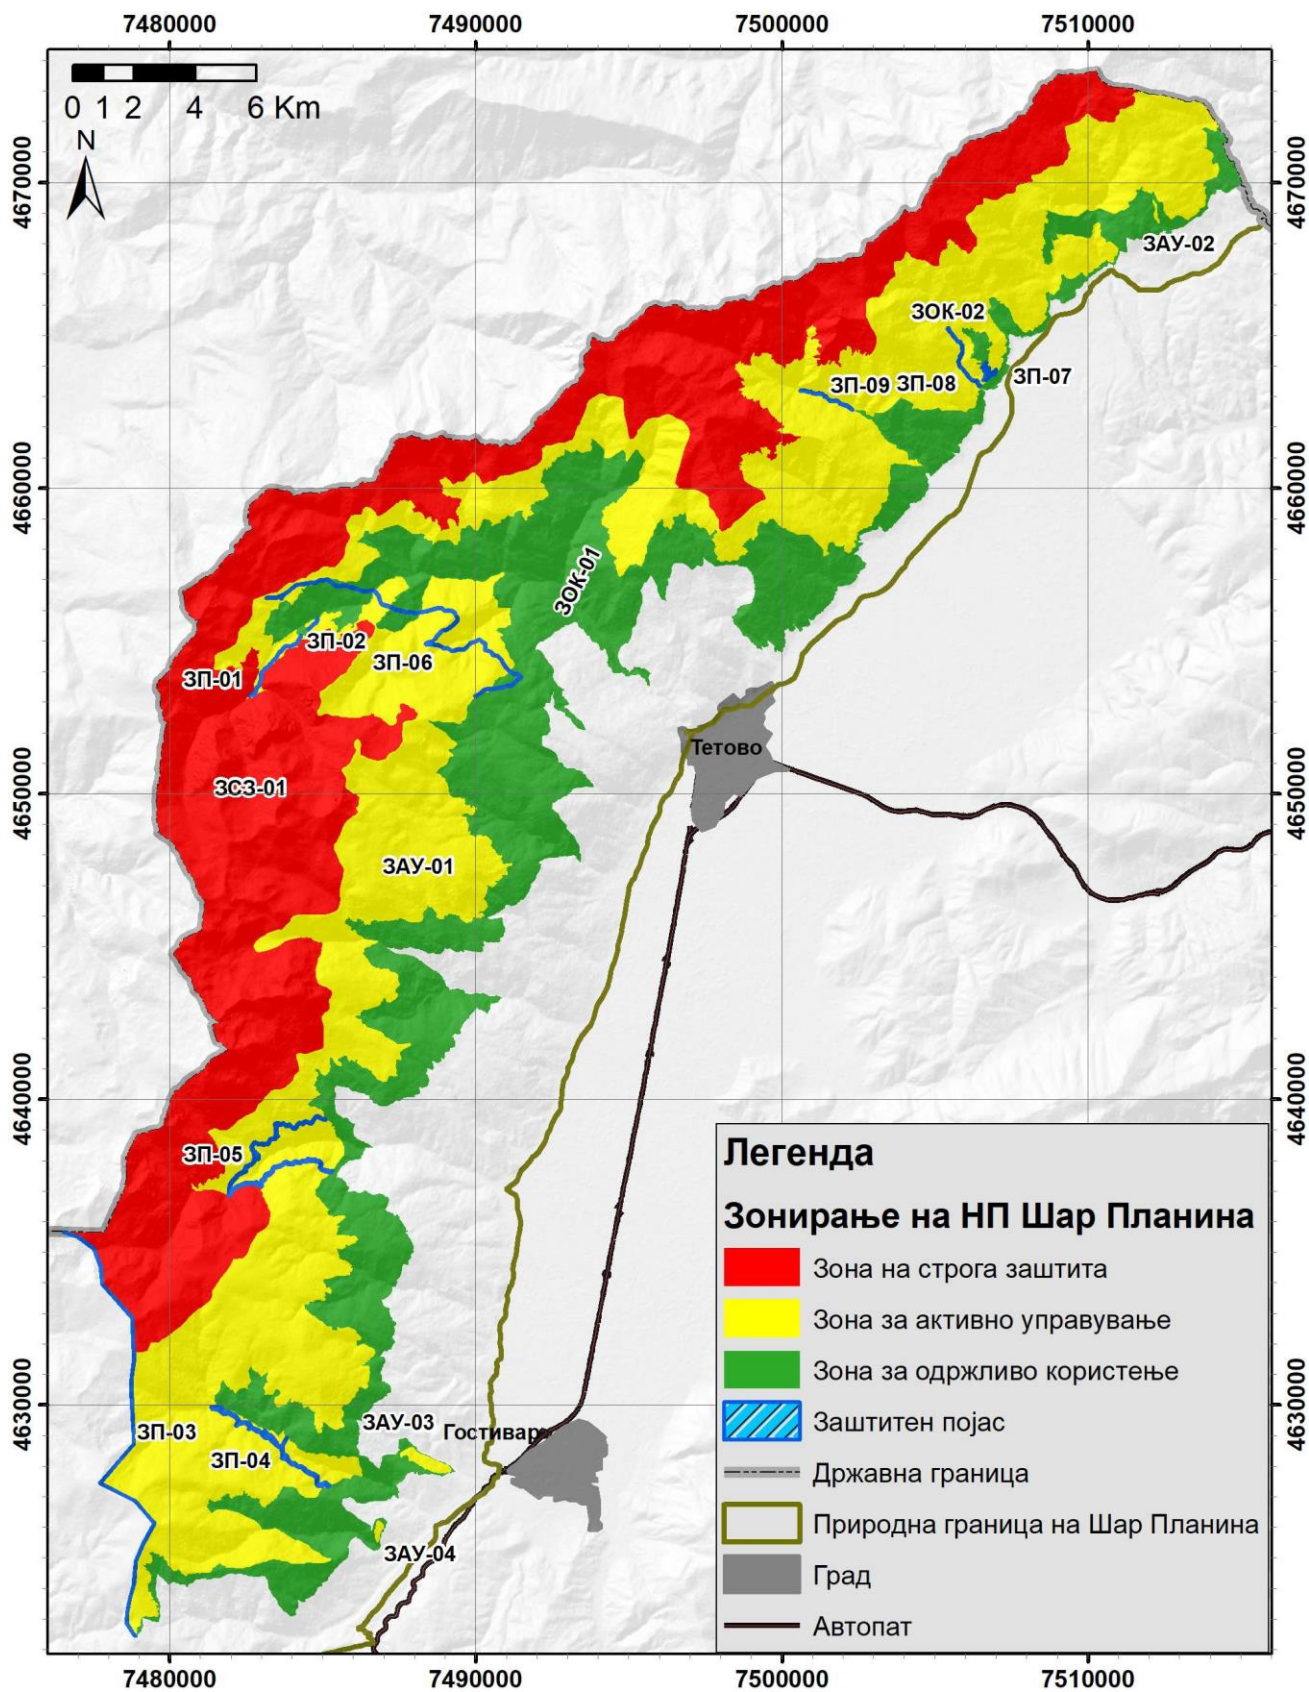 7480000 7490000 7500000 7510000
0 1 2 4 6 Km
N
4670000 4670000
ЗАУ-02
ЗОК-02
ЗП-09 ЗП-08 ЗП-07
4660000 4660000
ЗОК-01
ЗП-02
ЗП-06
ЗП-01
Тетово
ЗСЗ-01
4650000 4650000
ЗАУ-01
4640000 4640000
ЗП-05
Легенда
Зонирање на НП Шар Планина
Зона на строга заштита
Зона за активно управување
Зона за одржливо користење
Заштитен појас
Државна граница
Природна граница на Шар Планина
Град
Автопат
4630000 4630000
ЗАУ-03
ЗП-03
Гостивар
ЗП-04
ЗАУ-04
7480000 7490000 7500000 7510000